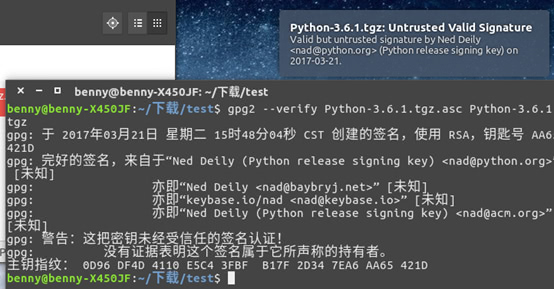 Python-3.6.1.tgz: Untrusted Valid Signature
Valid but untrusted signature by Ned Deily
<nad@python.org> (Python release signing key) on
2017-03-21.
benny@benny-X450JF: ~/下载/test
benny@benny-X450JF:~/下载/test$ gpg2 --verify Python-3.6.1.tgz.asc Python-3.6.1
tgz
gpg: 于 2017年03月21日 星期二 15时48分04秒 CST 创建的签名，使用 RSA，钥匙号 AA65
421D
gpg: 完好的签名，来自于“Ned Deily (Python release signing key) <nad@python.org>”
[未知]
gpg: 亦即“Ned Deily <nad@baybryj.net>” [未知]
gpg: 亦即“keybase.io/nad <nad@keybase.io>” [未知]
gpg: 亦即“Ned Deily (Python release signing key) <nad@acm.org>”
[未知]
gpg: 警告：这把密钥未经受信任的签名认证！
gpg: 没有证据表明这个签名属于它所声称的持有者。
主钥指纹： 0D96 DF4D 4110 E5C4 3FBF B17F 2D34 7EA6 AA65 421D
benny@benny-X450JF:~/下载/test$